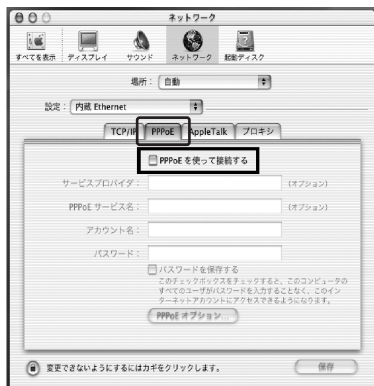 ネットワーク
すべてを表示 ディスプレイ サウンド ネットワーク 起動ディスク
場所： 自動
設定： 内蔵 Ethernet
TCP/IP PPPoE AppleTalk プロキシ
PPPoE を使って接続する
サービスプロバイダ： (オプション)
PPPoE サービス名： (オプション)
アカウント名：
パスワード：
パスワードを保存する
このチェックボックスをチェックすると、このコンピュータの
すべてのユーザがパスワードを入力することなく、このイン
ターネットアカウントにアクセスできるようになります。
PPPoE オプション...
変更できないようにするにはカギをクリックします。 保存